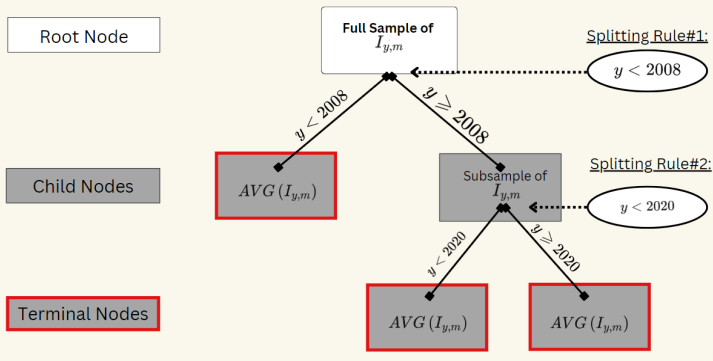 Root Node
Full Sample of
I_{y,m}
Splitting Rule#1:
y < 2008
y < 2008
y ⩾ 2008
Child Nodes
AVG (I_{y,m})
Subsample of
I_{y,m}
Splitting Rule#2:
y < 2020
y < 2020
y ⩾ 2020
Terminal Nodes
AVG (I_{y,m})
AVG (I_{y,m})